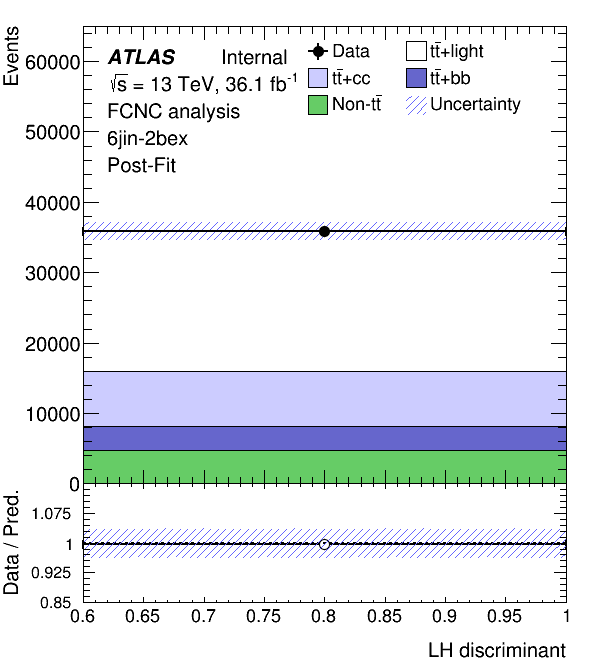 Events
60000
50000
40000
30000
20000
10000
0
ATLAS Internal
√s = 13 TeV, 36.1 fb⁻¹
FCNC analysis
6jin-2bex
Post-Fit
Data
tt̄+light
tt̄+cc
tt̄+bb
Non-tt̄
Uncertainty
Data / Pred.
1.075
1
0.925
0.85
0.6 0.65 0.7 0.75 0.8 0.85 0.9 0.95 1
LH discriminant